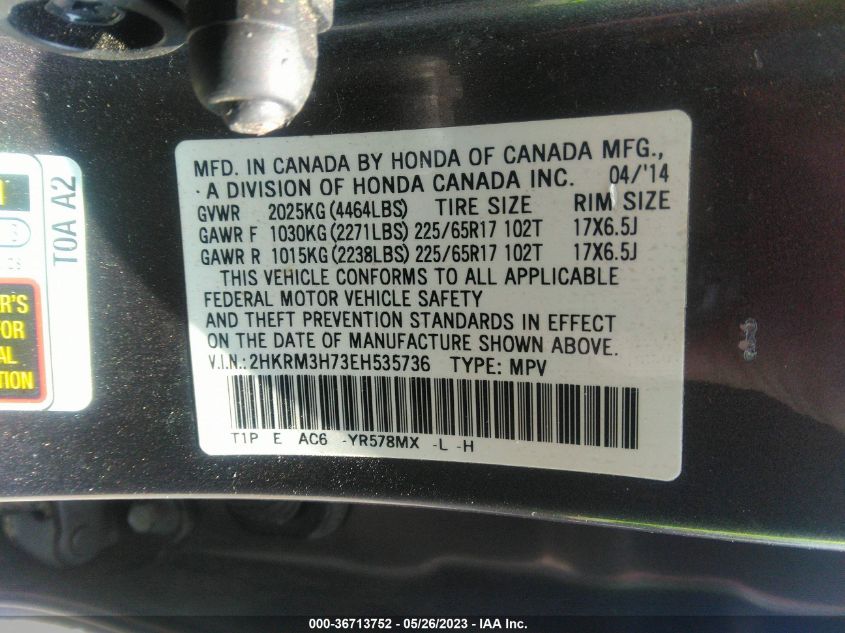 MFD. IN CANADA BY HONDA OF CANADA MFG.,
A DIVISION OF HONDA CANADA INC. 04/'14
GVWR 2025KG (4464LBS) TIRE SIZE RIM SIZE
GAWR F 1030KG (2271LBS) 225/65R17 102T 17X6.5J
GAWR R 1015KG (2238LBS) 225/65R17 102T 17X6.5J
THIS VEHICLE CONFORMS TO ALL APPLICABLE
FEDERAL MOTOR VEHICLE SAFETY
AND THEFT PREVENTION STANDARDS IN EFFECT
ON THE DATE OF MANUFACTURE SHOWN ABOVE.
V.I.N.: 2HKRM3H73EH535736 TYPE: MPV
T1P E AC6 -YR578MX -L -H
T0A A2
R'S
FOR
AL
TION
000-36713752 - 05/26/2023 - IAA Inc.